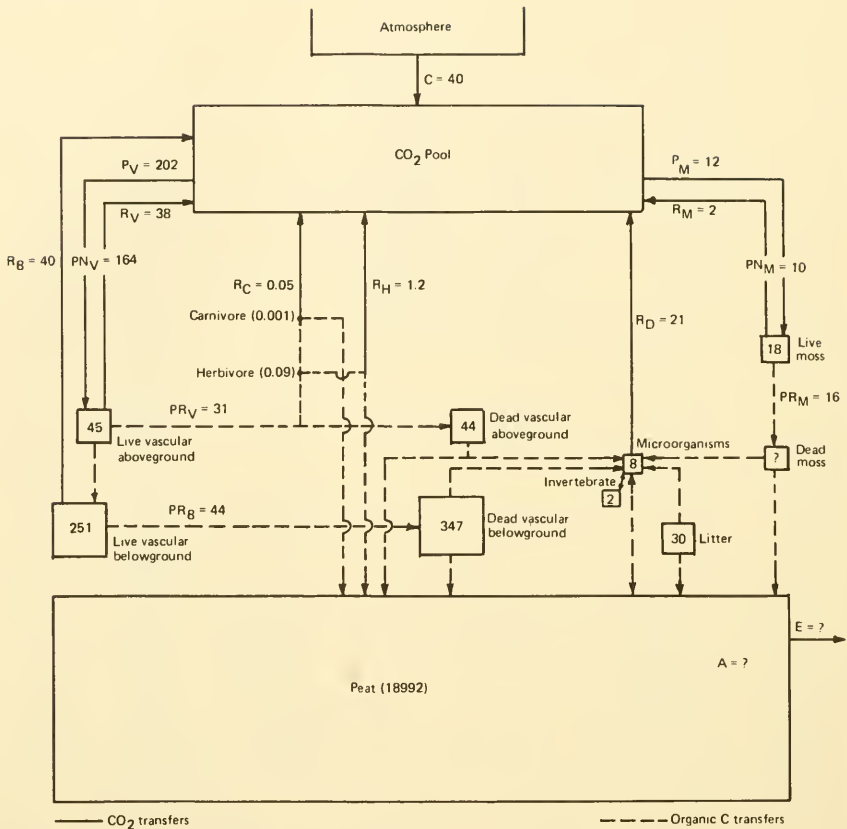 Atmosphere
C = 40
CO2 Pool
PV = 202
RV = 38
RB = 40
PNV = 164
PM = 12
RM = 2
PNM = 10
RC = 0.05
RH = 1.2
Carnivore (0.001)
Herbivore (0.09)
RD = 21
18
Live
moss
PRM = 16
45
PRV = 31
Live vascular
aboveground
44
Dead vascular
aboveground
Microorganisms
8
?
Dead
moss
Invertebrate
2
251
PRB = 44
Live vascular
belowground
347
Dead vascular
belowground
30
Litter
E = ?
A = ?
Peat (18992)
CO2 transfers
Organic C transfers